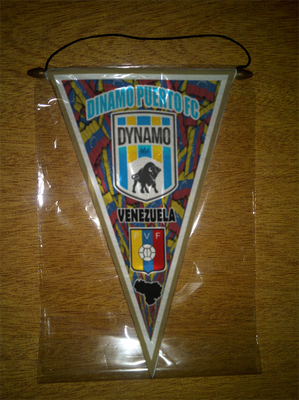 DINAMO PUERTO FC
DYNAMO
VENEZUELA
V F